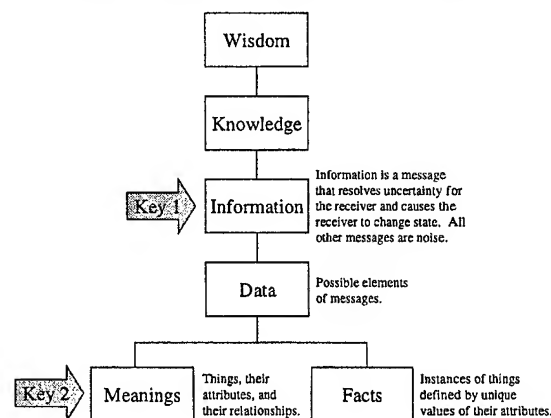 Wisdom
Knowledge
Key 1
Information
Information is a message
that resolves uncertainty for
the receiver and causes the
receiver to change state. All
other messages are noise.
Data
Possible elements
of messages.
Key 2
Meanings
Things, their
attributes, and
their relationships.
Facts
Instances of things
defined by unique
values of their attributes.